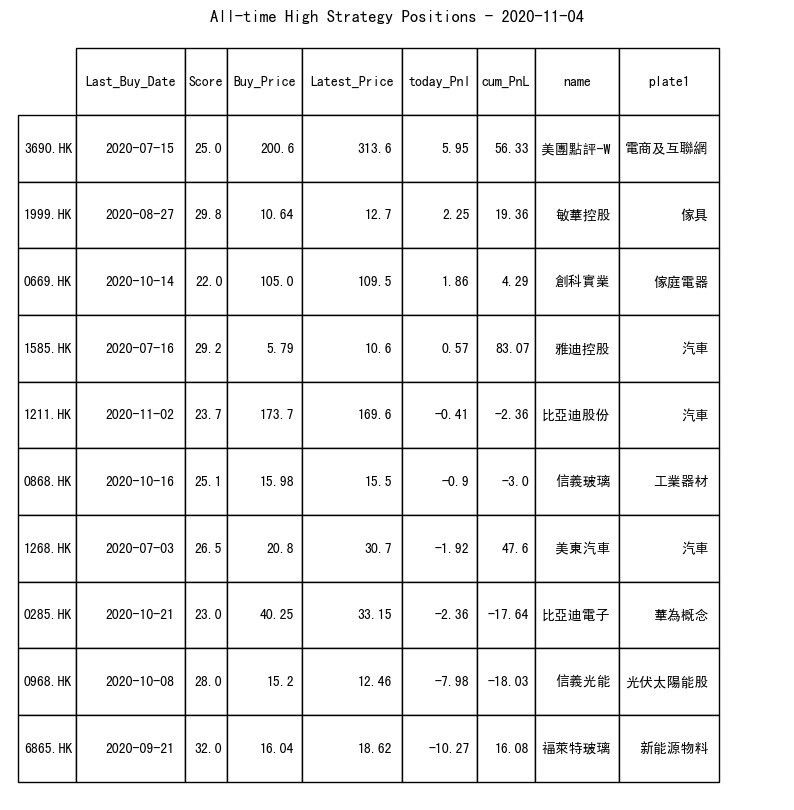 All-time High Strategy Positions - 2020-11-04
Last_Buy_Date Score Buy_Price Latest_Price today_Pnl cum_PnL name plate1
3690.HK 2020-07-15 25.0 200.6 313.6 5.95 56.33 美團點評-W 電商及互聯網
1999.HK 2020-08-27 29.8 10.64 12.7 2.25 19.36 敏華控股 傢具
0669.HK 2020-10-14 22.0 105.0 109.5 1.86 4.29 創科實業 傢庭電器
1585.HK 2020-07-16 29.2 5.79 10.6 0.57 83.07 雅迪控股 汽車
1211.HK 2020-11-02 23.7 173.7 169.6 -0.41 -2.36 比亞迪股份 汽車
0868.HK 2020-10-16 25.1 15.98 15.5 -0.9 -3.0 信義玻璃 工業器材
1268.HK 2020-07-03 26.5 20.8 30.7 -1.92 47.6 美東汽車 汽車
0285.HK 2020-10-21 23.0 40.25 33.15 -2.36 -17.64 比亞迪電子 華為概念
0968.HK 2020-10-08 28.0 15.2 12.46 -7.98 -18.03 信義光能 光伏太陽能股
6865.HK 2020-09-21 32.0 16.04 18.62 -10.27 16.08 福萊特玻璃 新能源物料